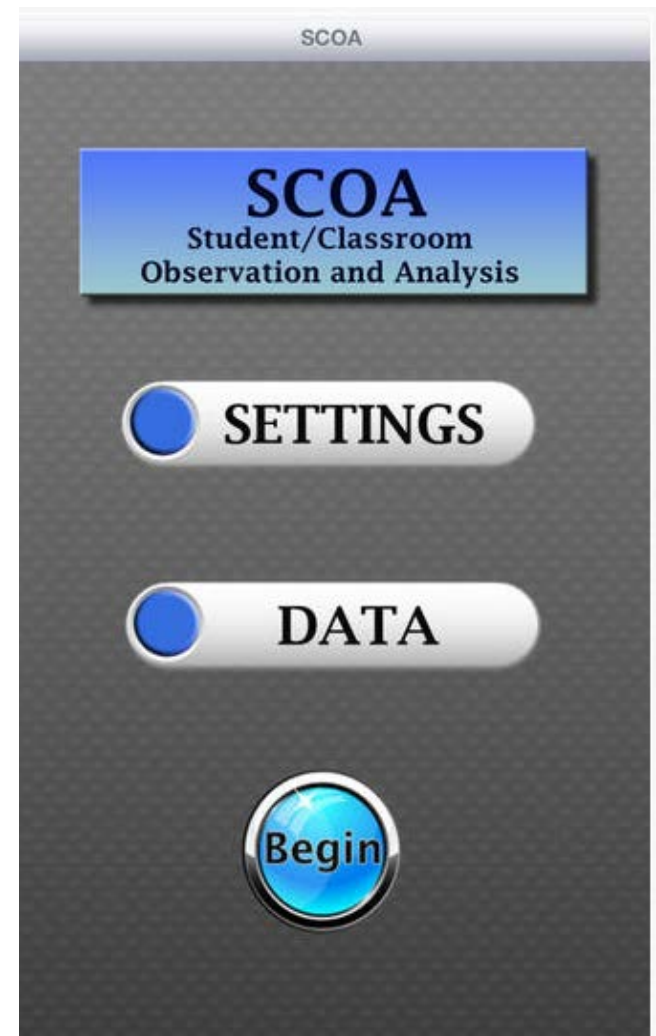 SCOA
SCOA
Student/Classroom
Observation and Analysis
SETTINGS
DATA
Begin